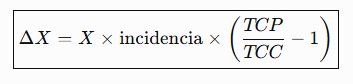 ΔX = X × incidencia × (TCP/TCC − 1)